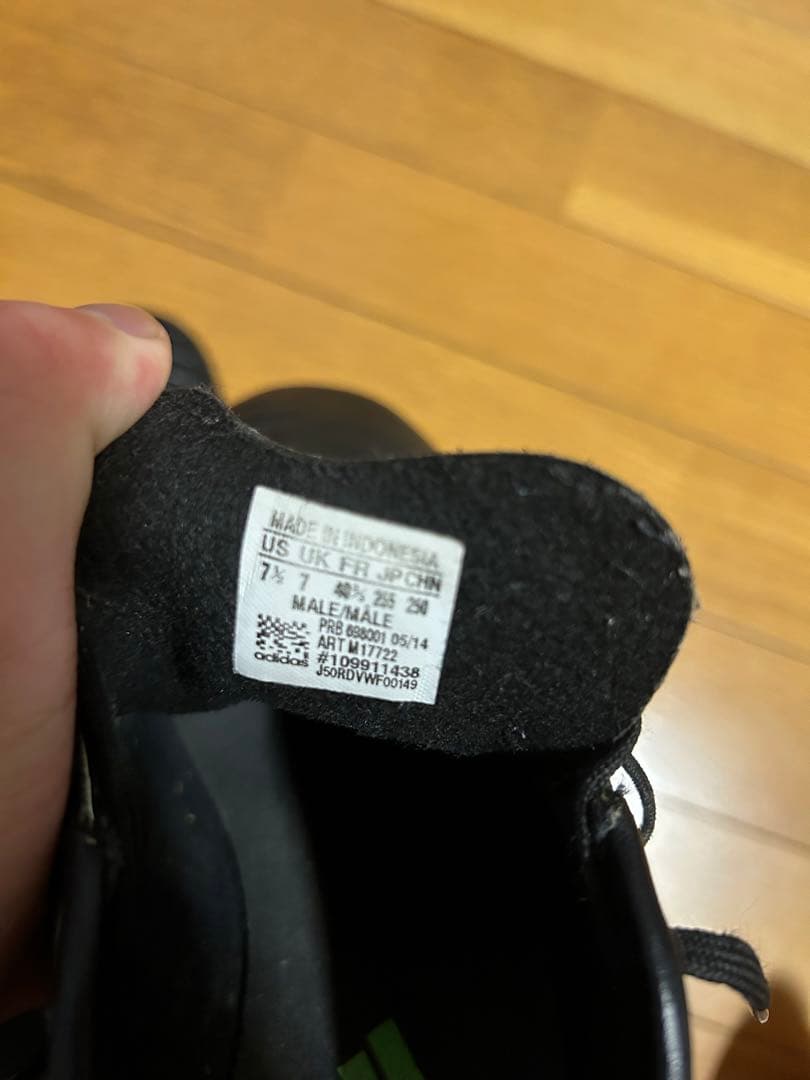 MADE IN INDONESIA
US UK FR JP CHN
7½ 7 40⅔ 255 250
MALE/MALE
PRB 698001 05/14
ART M17722
#109911438
adidas J50RDVWF00149